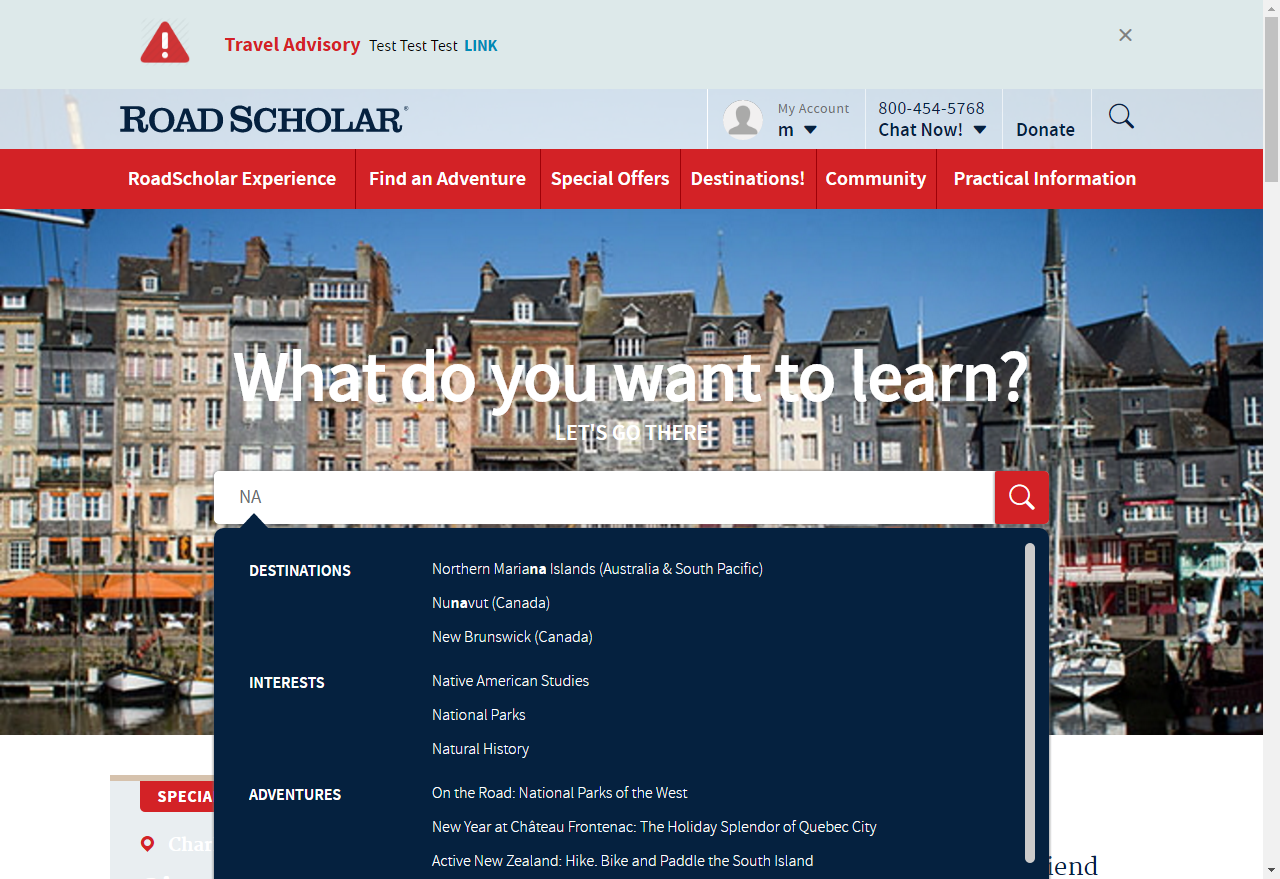 Travel Advisory Test Test Test LINK
ROAD SCHOLAR®
My Account
m
800-454-5768
Chat Now!
Donate
RoadScholar Experience
Find an Adventure
Special Offers
Destinations!
Community
Practical Information
What do you want to learn?
LET'S GO THERE
NA
DESTINATIONS
Northern Mariana Islands (Australia & South Pacific)
Nunavut (Canada)
New Brunswick (Canada)
INTERESTS
Native American Studies
National Parks
Natural History
ADVENTURES
On the Road: National Parks of the West
New Year at Château Frontenac: The Holiday Splendor of Quebec City
Active New Zealand: Hike, Bike and Paddle the South Island
SPECIA
Char
iend